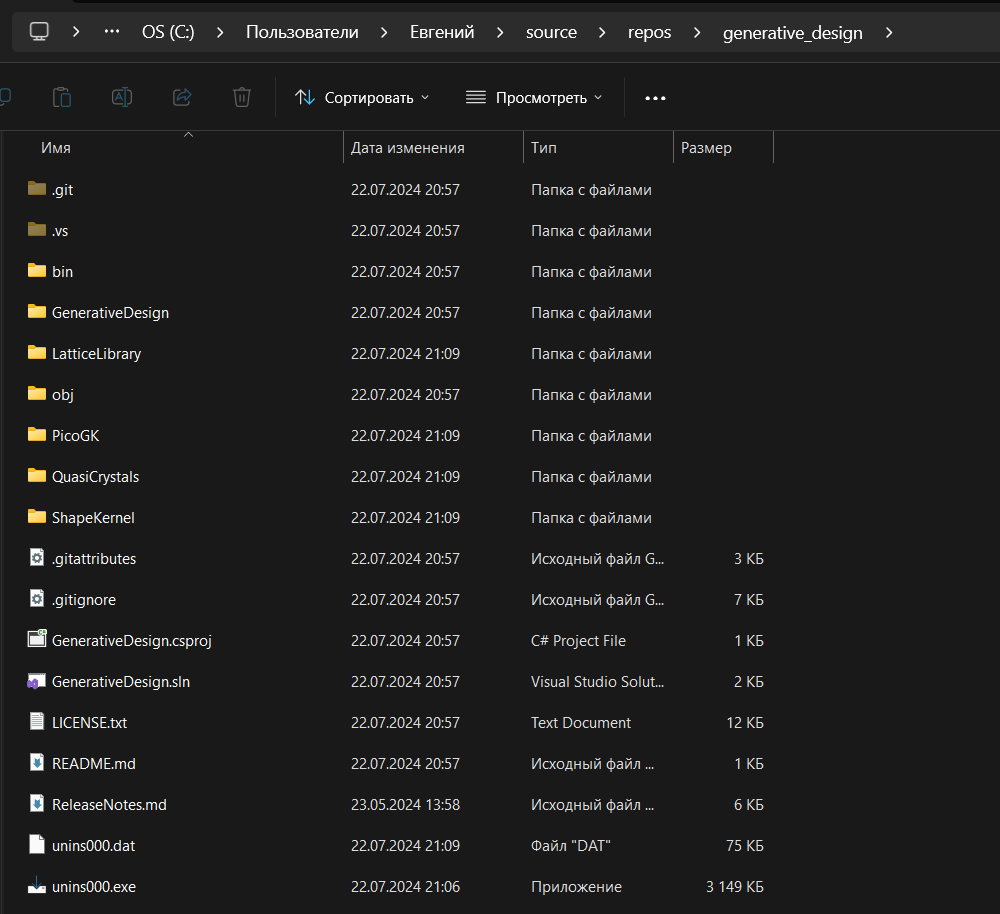 OS (C:) Пользователи Евгений source repos generative_design
Сортировать Просмотреть
Имя Дата изменения Тип Размер
.git 22.07.2024 20:57 Папка с файлами
.vs 22.07.2024 20:57 Папка с файлами
bin 22.07.2024 20:57 Папка с файлами
GenerativeDesign 22.07.2024 20:57 Папка с файлами
LatticeLibrary 22.07.2024 21:09 Папка с файлами
obj 22.07.2024 20:57 Папка с файлами
PicoGK 22.07.2024 21:09 Папка с файлами
QuasiCrystals 22.07.2024 21:09 Папка с файлами
ShapeKernel 22.07.2024 21:09 Папка с файлами
.gitattributes 22.07.2024 20:57 Исходный файл G... 3 КБ
.gitignore 22.07.2024 20:57 Исходный файл G... 7 КБ
GenerativeDesign.csproj 22.07.2024 20:57 C# Project File 1 КБ
GenerativeDesign.sln 22.07.2024 20:57 Visual Studio Solut... 2 КБ
LICENSE.txt 22.07.2024 20:57 Text Document 12 КБ
README.md 22.07.2024 20:57 Исходный файл ... 1 КБ
ReleaseNotes.md 23.05.2024 13:58 Исходный файл ... 6 КБ
unins000.dat 22.07.2024 21:09 Файл "DAT" 75 КБ
unins000.exe 22.07.2024 21:06 Приложение 3 149 КБ